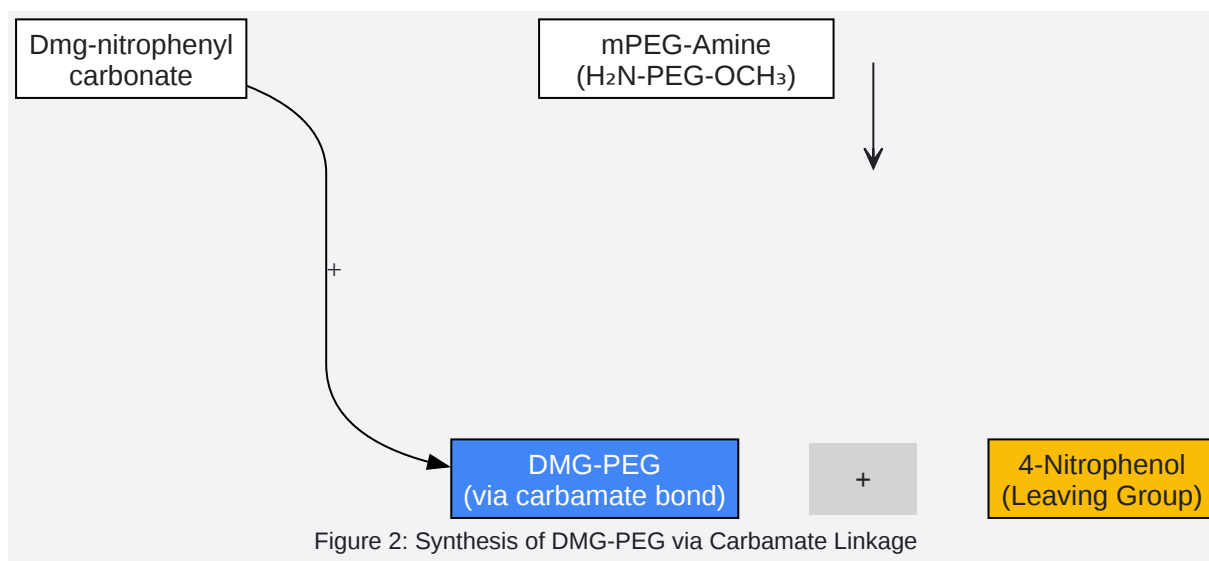 Dmg-nitrophenyl
carbonate
mPEG-Amine
(H₂N-PEG-OCH₃)
+
DMG-PEG
(via carbamate bond)
+
4-Nitrophenol
(Leaving Group)
Figure 2: Synthesis of DMG-PEG via Carbamate Linkage